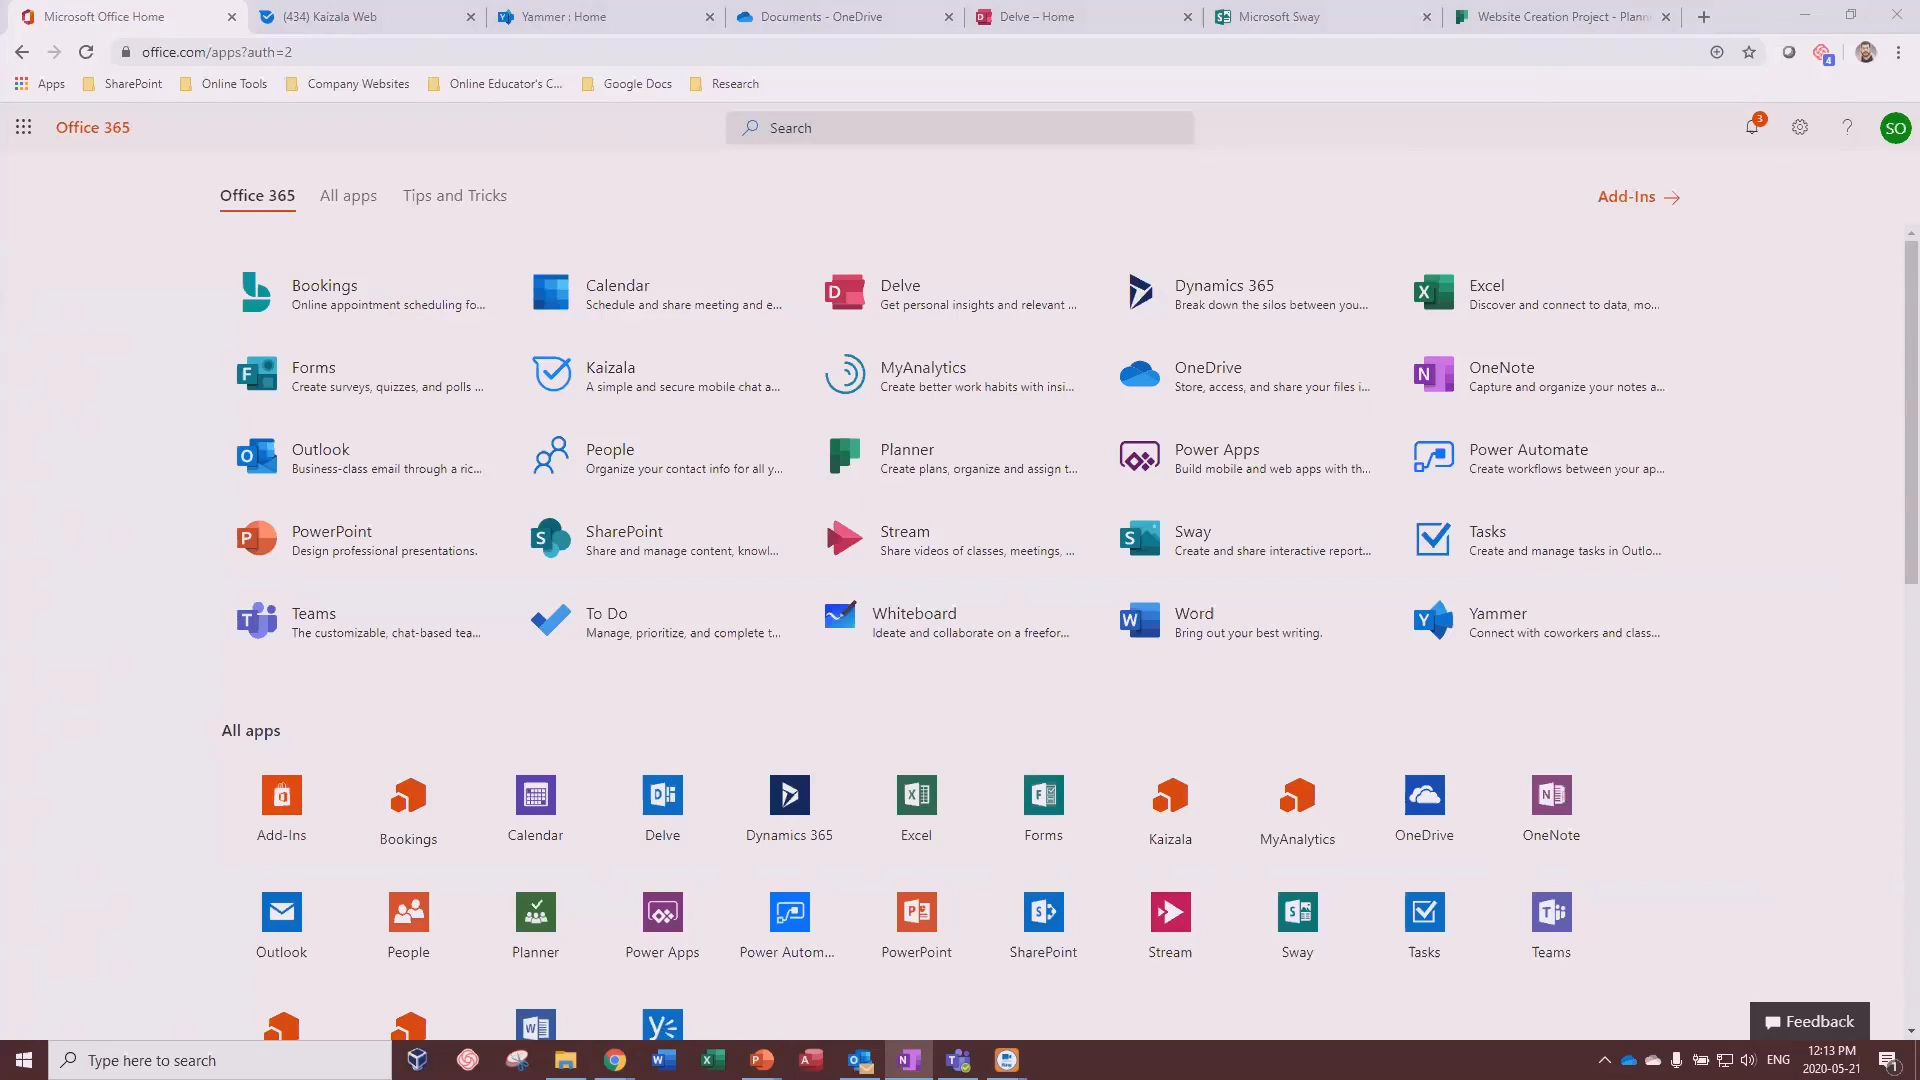 Microsoft Office Home
(434) Kaizala Web
Yammer : Home
Documents - OneDrive
Delve – Home
Microsoft Sway
Website Creation Project - Plann
office.com/apps?auth=2
4
Apps
SharePoint
Online Tools
Company Websites
Online Educator's C...
Google Docs
Research
Office 365
Search
3
?
SO
Office 365
All apps
Tips and Tricks
Add-Ins →
Bookings
Calendar
Delve
Dynamics 365
Excel
Online appointment scheduling fo...
Schedule and share meeting and e...
Get personal insights and relevant ...
Break down the silos between you...
Discover and connect to data, mo...
Forms
Kaizala
MyAnalytics
OneDrive
OneNote
Create surveys, quizzes, and polls ...
A simple and secure mobile chat a...
Create better work habits with insi...
Store, access, and share your files i...
Capture and organize your notes a...
Outlook
People
Planner
Power Apps
Power Automate
Business-class email through a ric...
Organize your contact info for all y...
Create plans, organize and assign t...
Build mobile and web apps with th...
Create workflows between your ap...
PowerPoint
SharePoint
Stream
Sway
Tasks
Design professional presentations.
Share and manage content, knowl...
Share videos of classes, meetings, ...
Create and share interactive report...
Create and manage tasks in Outlo...
Teams
To Do
Whiteboard
Word
Yammer
The customizable, chat-based tea...
Manage, prioritize, and complete t...
Ideate and collaborate on a freefor...
Bring out your best writing.
Connect with coworkers and class...
All apps
Add-Ins
Bookings
Calendar
Delve
Dynamics 365
Excel
Forms
Kaizala
MyAnalytics
OneDrive
OneNote
Outlook
People
Planner
Power Apps
Power Autom...
PowerPoint
SharePoint
Stream
Sway
Tasks
Teams
Feedback
Type here to search
ENG
12:13 PM
2020-05-21
1